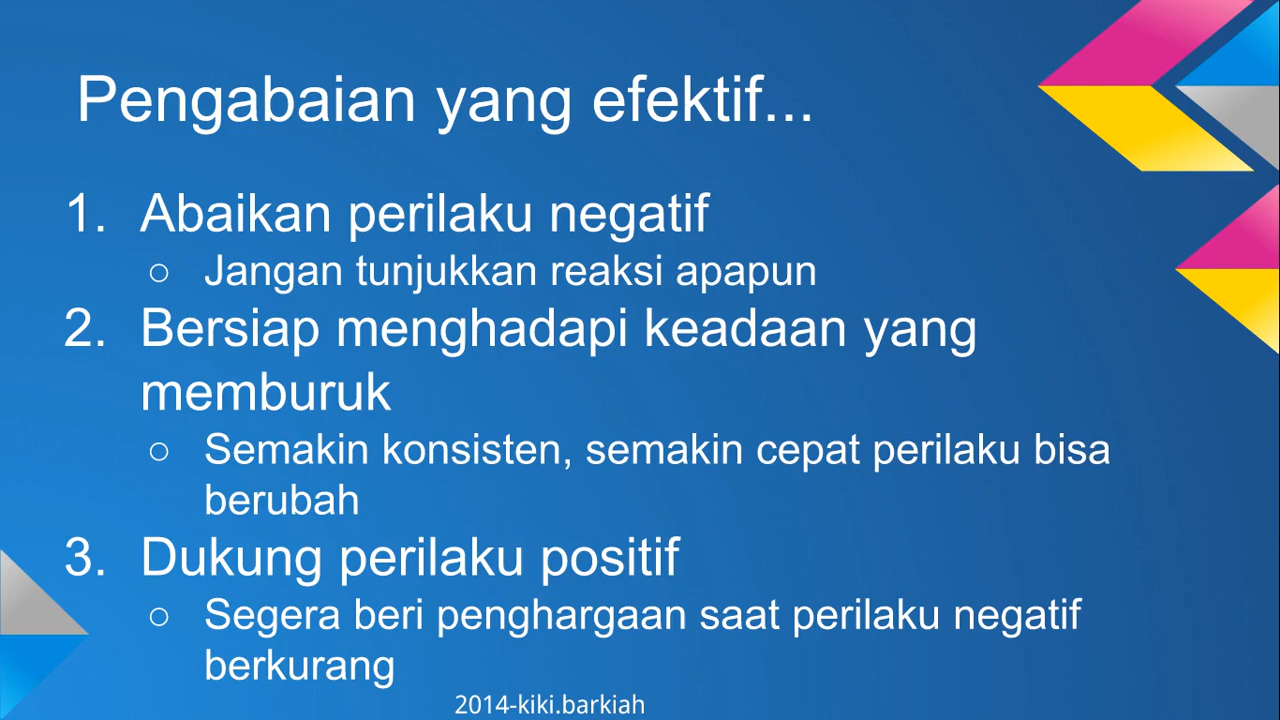 Pengabaian yang efektif...
1. Abaikan perilaku negatif
○ Jangan tunjukkan reaksi apapun
2. Bersiap menghadapi keadaan yang
memburuk
○ Semakin konsisten, semakin cepat perilaku bisa
berubah
3. Dukung perilaku positif
○ Segera beri penghargaan saat perilaku negatif
berkurang
2014-kiki.barkiah